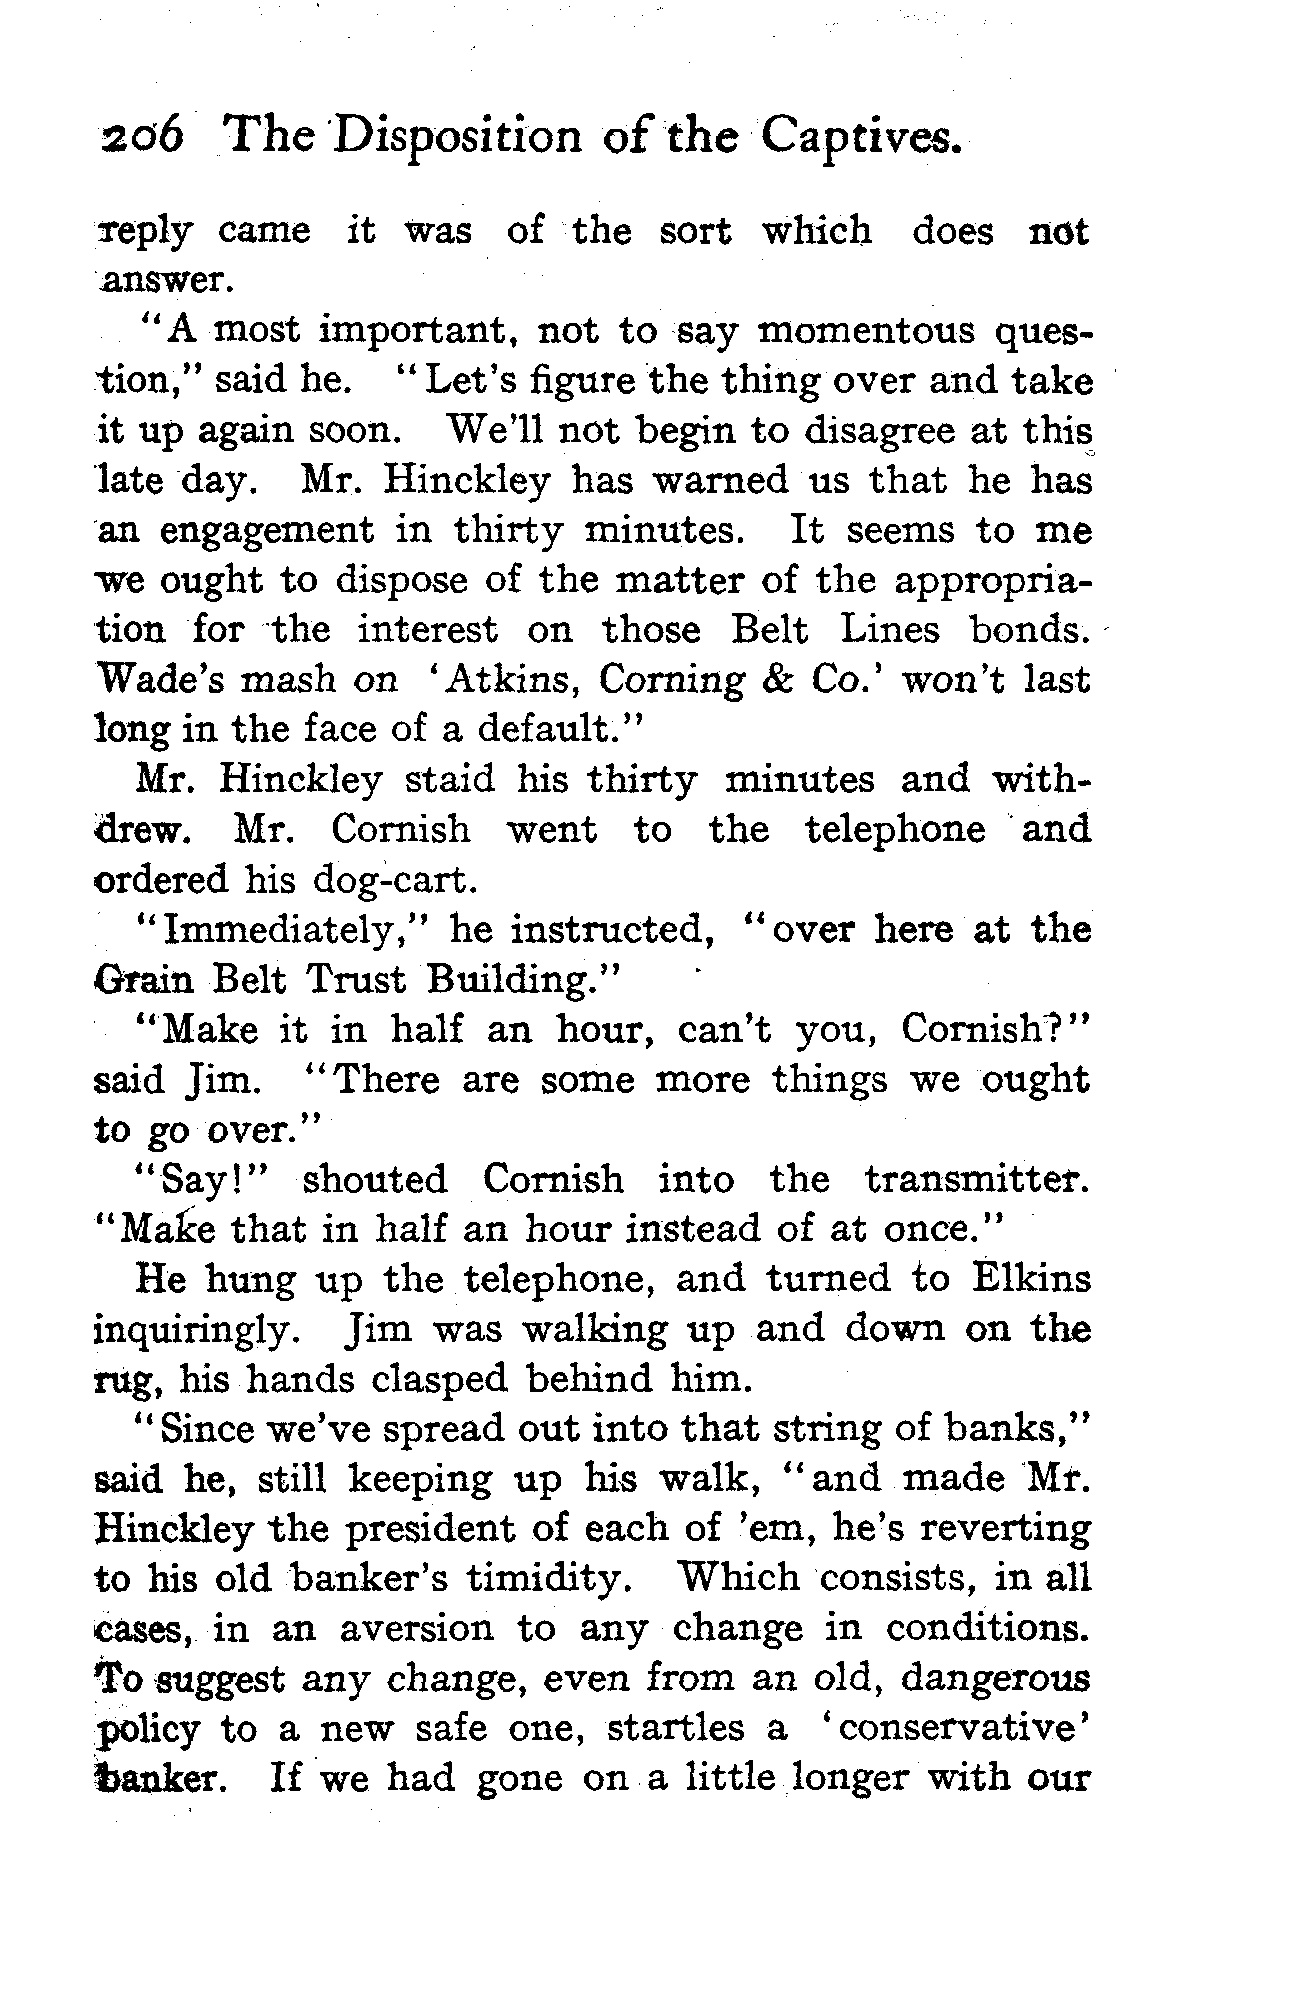 206 The Disposition of the Captives.
reply came it was of the sort which does not
answer.
"A most important, not to say momentous ques-
tion," said he. "Let's figure the thing over and take
it up again soon. We'll not begin to disagree at this
late day. Mr. Hinckley has warned us that he has
an engagement in thirty minutes. It seems to me
we ought to dispose of the matter of the appropria-
tion for the interest on those Belt Lines bonds.
Wade's mash on 'Atkins, Corning & Co.' won't last
long in the face of a default."
Mr. Hinckley staid his thirty minutes and with-
drew. Mr. Cornish went to the telephone and
ordered his dog-cart.
"Immediately," he instructed, "over here at the
Grain Belt Trust Building."
"Make it in half an hour, can't you, Cornish?"
said Jim. "There are some more things we ought
to go over."
"Say!" shouted Cornish into the transmitter.
"Make that in half an hour instead of at once."
He hung up the telephone, and turned to Elkins
inquiringly. Jim was walking up and down on the
rug, his hands clasped behind him.
"Since we've spread out into that string of banks,"
said he, still keeping up his walk, "and made Mr.
Hinckley the president of each of 'em, he's reverting
to his old banker's timidity. Which consists, in all
cases, in an aversion to any change in conditions.
To suggest any change, even from an old, dangerous
policy to a new safe one, startles a 'conservative'
banker. If we had gone on a little longer with our